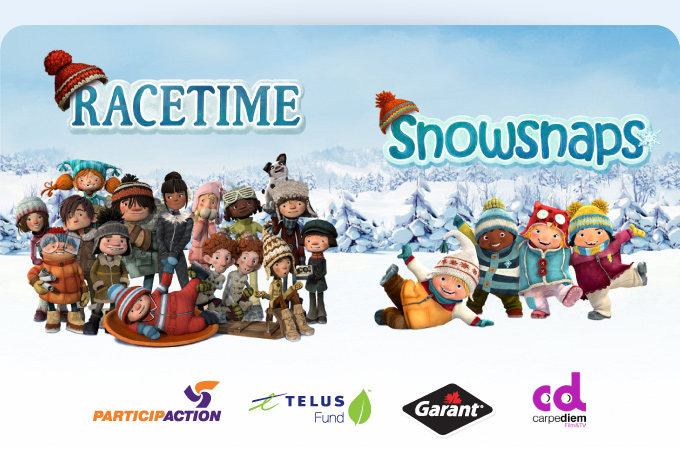 RACETIME
Snowsnaps
PARTICIPACTION
TELUS
Fund
Garant
cd
carpediem
Film&TV